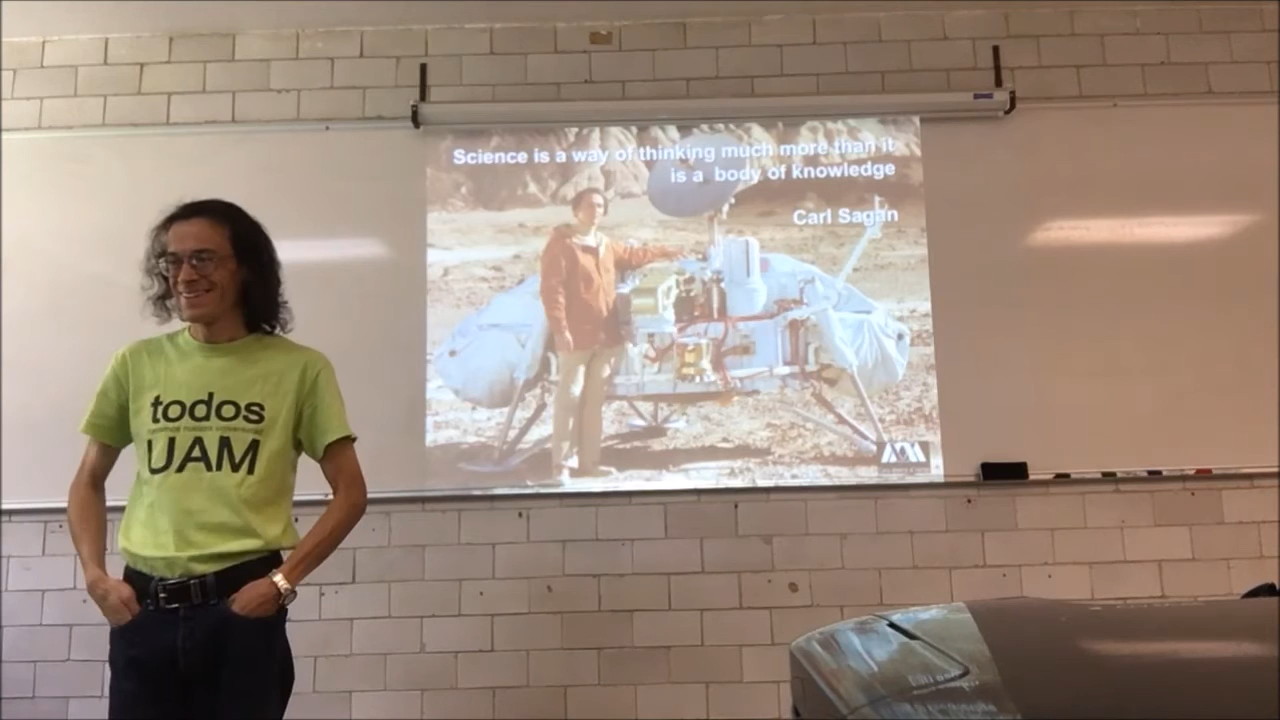 Science is a way of thinking much more than it
is a body of knowledge
Carl Sagan
todos
UAM